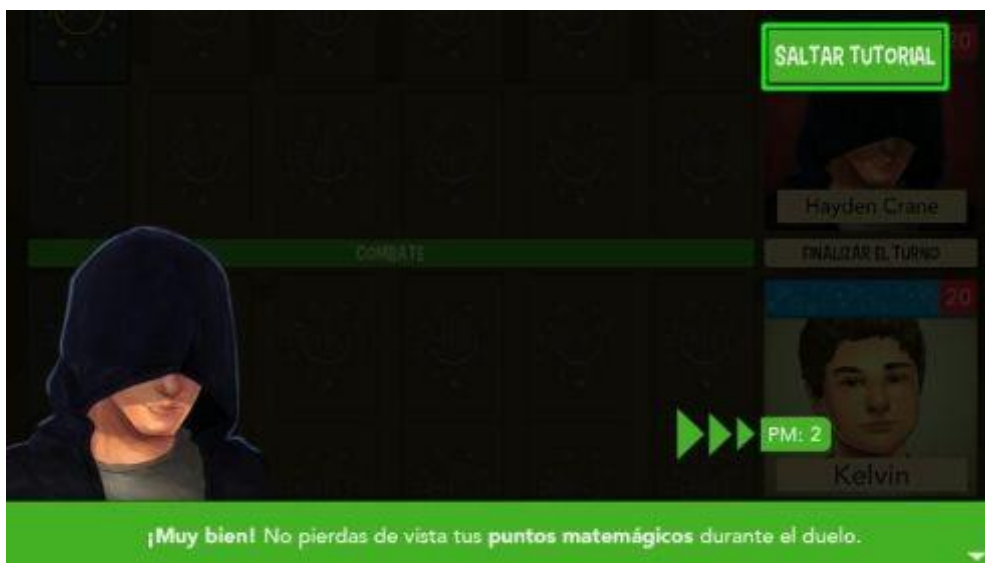 20
SALTAR TUTORIAL
Hayden Crane
COMBATE
FINALIZAR EL TURNO
20
PM: 2
Kelvin
¡Muy bien! No pierdas de vista tus puntos matemágicos durante el duelo.